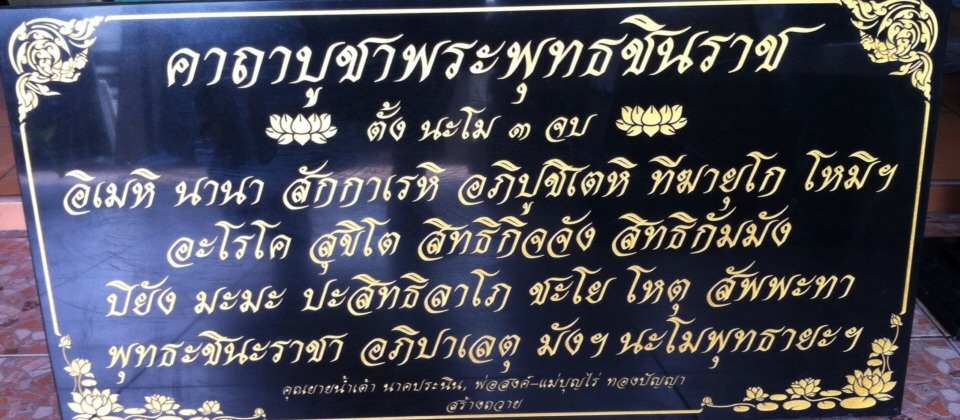 คาถาบูชาพระพุทธชินราช
ตั้ง นะโม ๓ จบ
อิเมหิ นานา สักกาเรหิ อภิปูชิเตหิ ทีฆายุโก โหมิฯ
อะโรโค สุขิโต สิทธิกิจจัง สิทธิกัมมัง
ปิยัง มะมะ ปะสิทธิลาโภ ชะโย โหตุ สัพพะทา
พุทธะชินะราชา อภิปาเลตุ มังฯ นะโมพุทธายะฯ
คุณยายน้ำเต้า นาคประนิน, พ่อสงค์-แม่บุญไร่ ทองปัญญา
สร้างถวาย